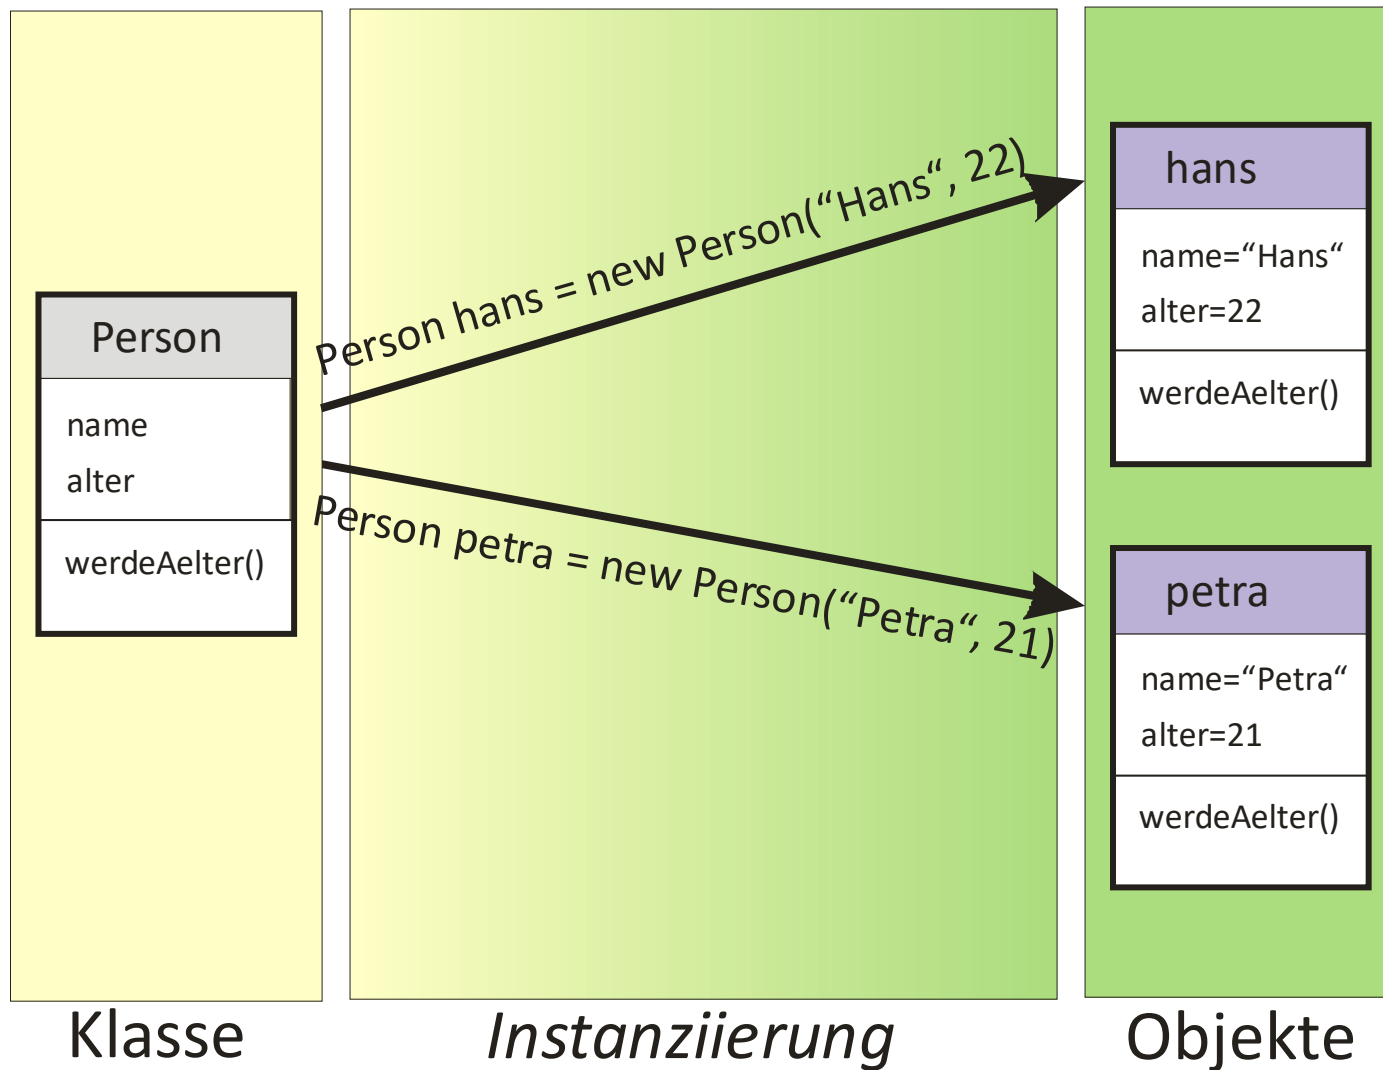 Person
name
alter
werdeAelter()
Person hans = new Person(“Hans“, 22)
Person petra = new Person(“Petra“, 21)
hans
name=“Hans“
alter=22
werdeAelter()
petra
name=“Petra“
alter=21
werdeAelter()
Klasse
Instanziierung
Objekte